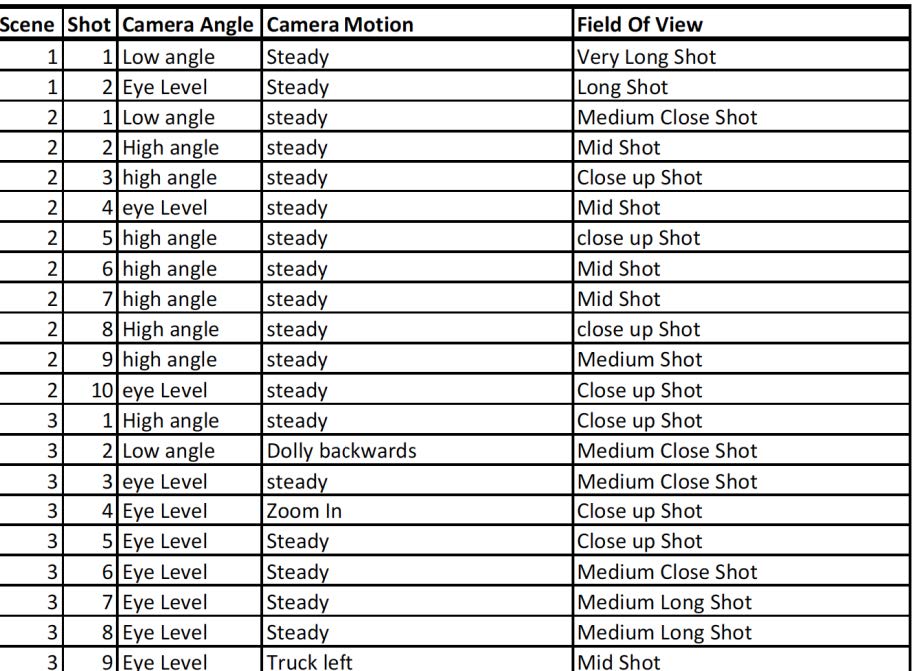 Scene Shot Camera Angle Camera Motion Field Of View
1 1 Low angle Steady Very Long Shot
1 2 Eye Level Steady Long Shot
2 1 Low angle steady Medium Close Shot
2 2 High angle steady Mid Shot
2 3 high angle steady Close up Shot
2 4 eye Level steady Mid Shot
2 5 high angle steady close up Shot
2 6 high angle steady Mid Shot
2 7 high angle steady Mid Shot
2 8 High angle steady close up Shot
2 9 high angle steady Medium Shot
2 10 eye Level steady Close up Shot
3 1 High angle steady Close up Shot
3 2 Low angle Dolly backwards Medium Close Shot
3 3 eye Level steady Medium Close Shot
3 4 Eye Level Zoom In Close up Shot
3 5 Eye Level Steady Close up Shot
3 6 Eye Level Steady Medium Close Shot
3 7 Eye Level Steady Medium Long Shot
3 8 Eye Level Steady Medium Long Shot
3 9 Eye Level Truck left Mid Shot